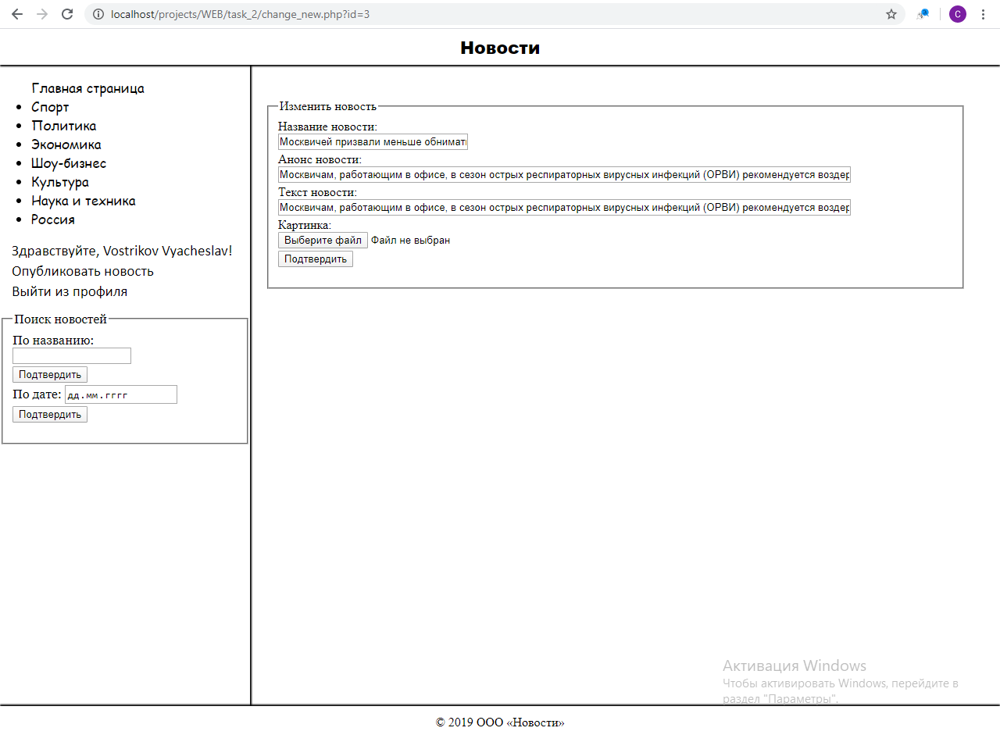 localhost/projects/WEB/task_2/change_new.php?id=3
C
Новости
Главная страница
Спорт
Политика
Экономика
Шоу-бизнес
Культура
Наука и техника
Россия
Здравствуйте, Vostrikov Vyacheslav!
Опубликовать новость
Выйти из профиля
Поиск новостей
По названию:
Подтвердить
По дате: дд.мм.гггг
Подтвердить
Изменить новость
Название новости:
Москвичей призвали меньше обнимать
Анонс новости:
Москвичам, работающим в офисе, в сезон острых респираторных вирусных инфекций (ОРВИ) рекомендуется воздер
Текст новости:
Москвичам, работающим в офисе, в сезон острых респираторных вирусных инфекций (ОРВИ) рекомендуется воздер
Картинка:
Выберите файл Файл не выбран
Подтвердить
Активация Windows
Чтобы активировать Windows, перейдите в
раздел "Параметры".
© 2019 ООО «Новости»